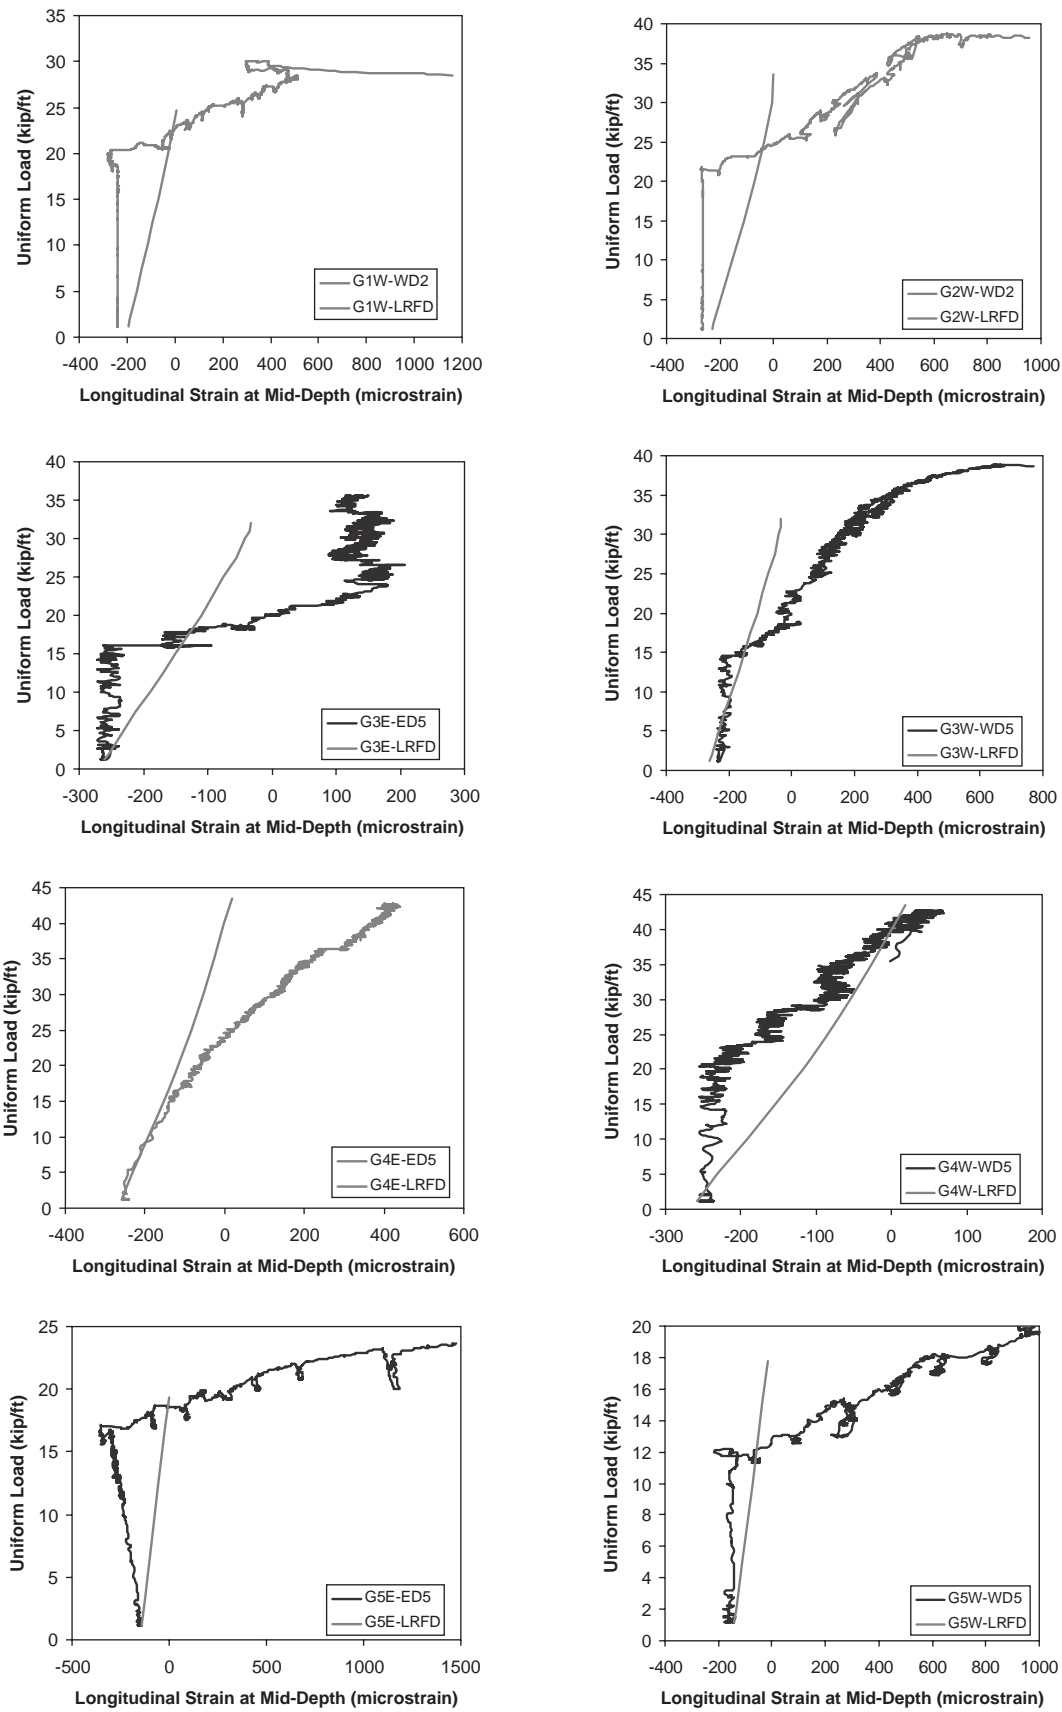 35
30
25
20
15
10
5
0
Uniform Load (kip/ft)
G1W-WD2
G1W-LRFD
-400 -200 0 200 400 600 800 1000 1200
Longitudinal Strain at Mid-Depth (microstrain)
40
35
30
25
20
15
10
5
0
Uniform Load (kip/ft)
G2W-WD2
G2W-LRFD
-400 -200 0 200 400 600 800 1000
Longitudinal Strain at Mid-Depth (microstrain)
40
35
30
25
20
15
10
5
0
Uniform Load (kip/ft)
G3E-ED5
G3E-LRFD
-300 -200 -100 0 100 200 300
Longitudinal Strain at Mid-Depth (microstrain)
40
35
30
25
20
15
10
5
0
Uniform Load (kip/ft)
G3W-WD5
G3W-LRFD
-400 -200 0 200 400 600 800
Longitudinal Strain at Mid-Depth (microstrain)
45
40
35
30
25
20
15
10
5
0
Uniform Load (kip/ft)
G4E-ED5
G4E-LRFD
-400 -200 0 200 400 600
Longitudinal Strain at Mid-Depth (microstrain)
45
40
35
30
25
20
15
10
5
0
Uniform Load (kip/ft)
G4W-WD5
G4W-LRFD
-300 -200 -100 0 100 200
Longitudinal Strain at Mid-Depth (microstrain)
25
20
15
10
5
0
Uniform Load (kip/ft)
G5E-ED5
G5E-LRFD
-500 0 500 1000 1500
Longitudinal Strain at Mid-Depth (microstrain)
20
18
16
14
12
10
8
6
4
2
0
Uniform Load (kip/ft)
G5W-WD5
G5W-LRFD
-400 -200 0 200 400 600 800 1000
Longitudinal Strain at Mid-Depth (microstrain)